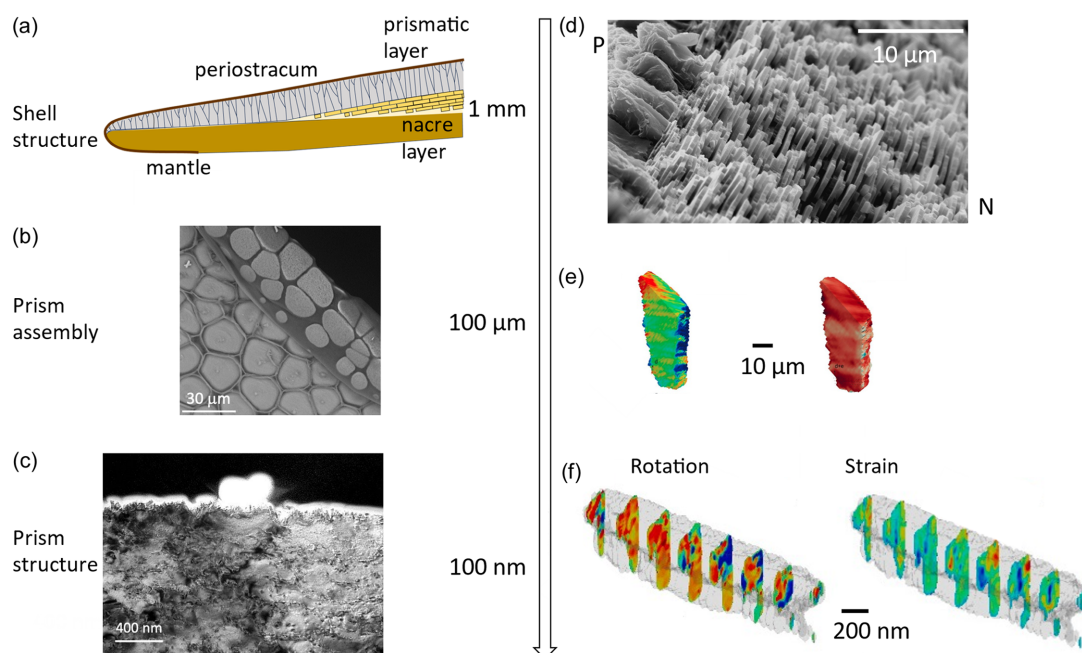 (a)
prismatic
layer
periostracum
Shell
structure
nacre
layer
mantle
1 mm
(b)
Prism
assembly
30 µm
100 µm
(c)
Prism
structure
400 nm
100 nm
(d)
P
10 µm
N
(e)
10 µm
(f)
Rotation
Strain
200 nm